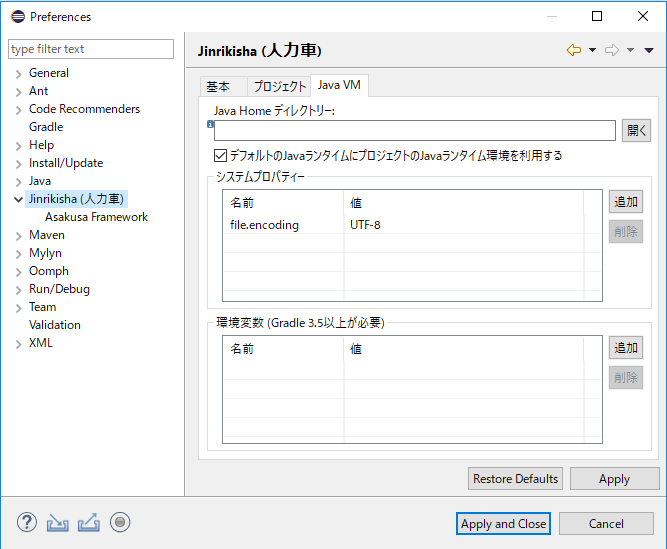 Preferences
type filter text
General
Ant
Code Recommenders
Gradle
Help
Install/Update
Java
Jinrikisha (人力車)
Asakusa Framework
Maven
Mylyn
Oomph
Run/Debug
Team
Validation
XML
Jinrikisha (人力車)
基本 プロジェクト Java VM
Java Home ディレクトリー:
開く
デフォルトのJavaランタイムにプロジェクトのJavaランタイム環境を利用する
システムプロパティー
名前 値
追加
file.encoding UTF-8
削除
環境変数 (Gradle 3.5以上が必要)
名前 値
追加
削除
Restore Defaults Apply
Apply and Close Cancel